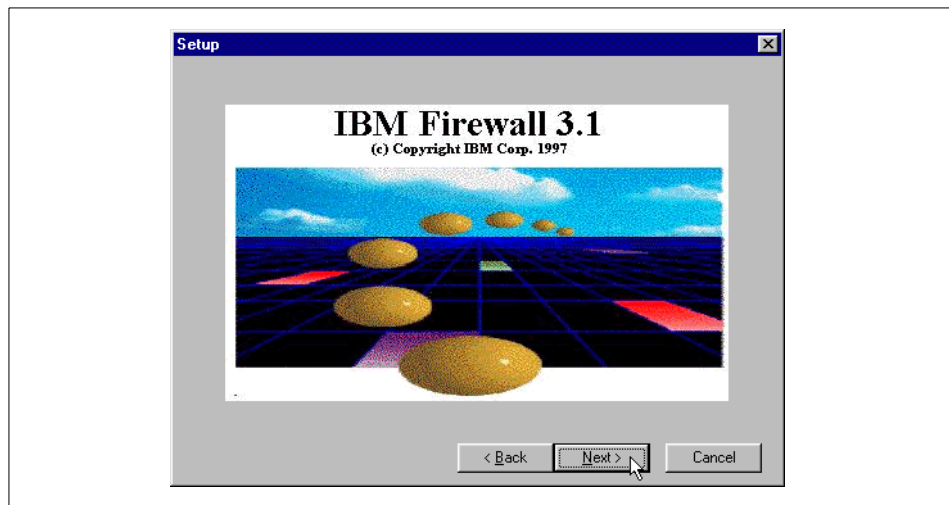 Setup
IBM Firewall 3.1
(c) Copyright IBM Corp. 1997
< Back
Next >
Cancel